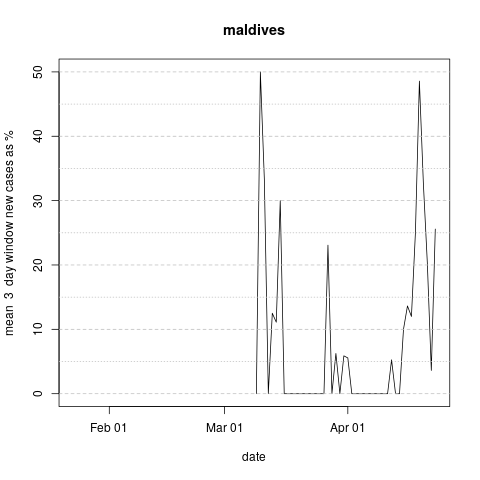 maldives
mean  3  day window new cases as %
50
40
30
20
10
0
Feb 01
Mar 01
Apr 01
date